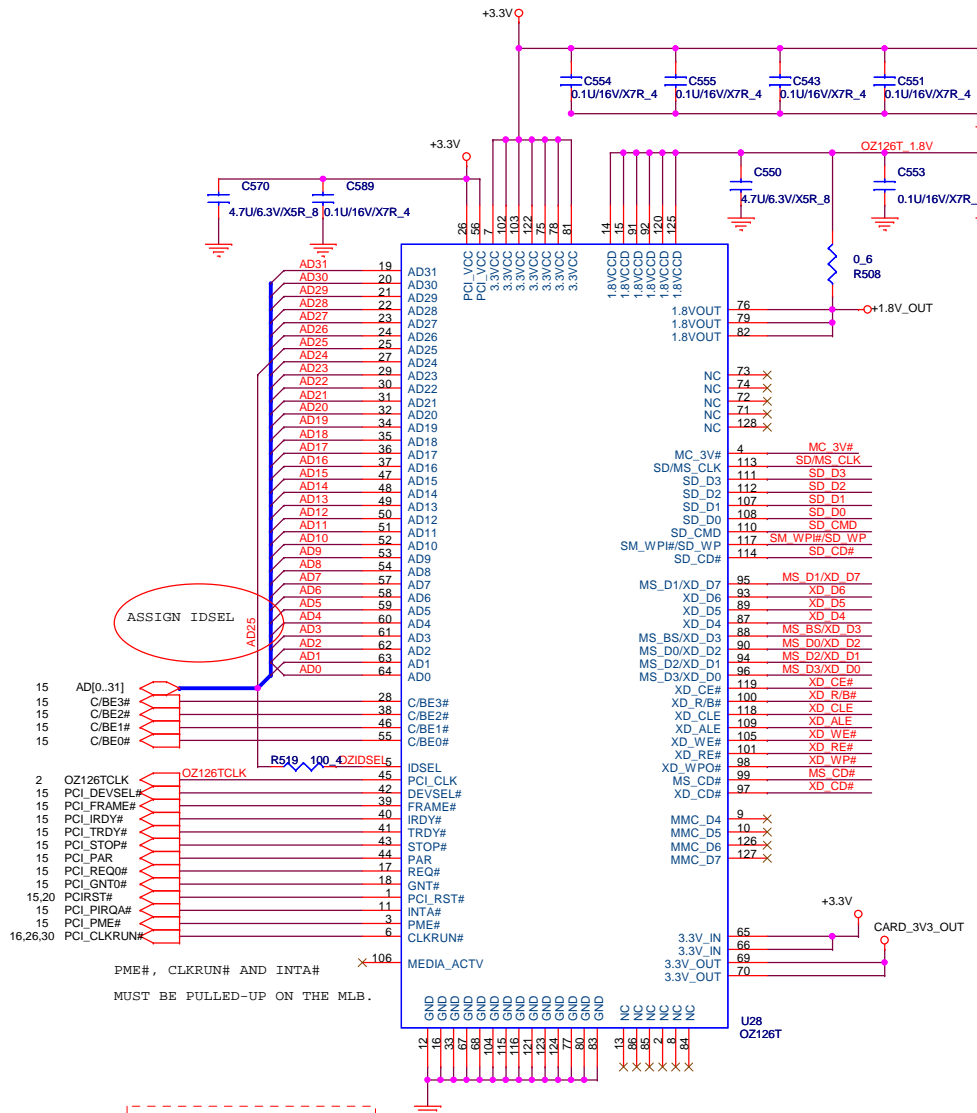 +3.3V
C554
0.1U/16V/X7R_4
C555
0.1U/16V/X7R_4
C543
0.1U/16V/X7R_4
C551
0.1U/16V/X7R_4
+3.3V
OZ126T_1.8V
C570
4.7U/6.3V/X5R_8
C589
0.1U/16V/X7R_4
C550
4.7U/6.3V/X5R_8
C553
0.1U/16V/X7R_
26 56 7 102 103 122 75 78 81 14 15 91 92 120 125
PCI_VCC PCI_VCC 3.3VCC 3.3VCC 3.3VCC 3.3VCC 3.3VCC 3.3VCC 3.3VCC 1.8VCCD 1.8VCCD 1.8VCCD 1.8VCCD 1.8VCCD 1.8VCCD
0_6
R508
AD31 19 AD31
AD30 20 AD30
AD29 21 AD29
AD28 22 AD28
AD27 23 AD27
AD26 24 AD26
AD25 25 AD25
AD24 27 AD24
AD23 29 AD23
AD22 30 AD22
AD21 31 AD21
AD20 32 AD20
AD19 34 AD19
AD18 35 AD18
AD17 36 AD17
AD16 37 AD16
AD15 47 AD15
AD14 48 AD14
AD13 49 AD13
AD12 50 AD12
AD11 51 AD11
AD10 52 AD10
AD9 53 AD9
AD8 54 AD8
AD7 57 AD7
AD6 58 AD6
AD5 59 AD5
AD4 60 AD4
AD3 61 AD3
AD2 62 AD2
AD1 63 AD1
AD0 64 AD0
ASSIGN IDSEL
AD25
15 AD[0..31]
15 C/BE3# 28 C/BE3#
15 C/BE2# 38 C/BE2#
15 C/BE1# 46 C/BE1#
15 C/BE0# 55 C/BE0#
R519 100_4 OZIDSEL 5 IDSEL
2 OZ126TCLK OZ126TCLK 45 PCI_CLK
15 PCI_DEVSEL# 42 DEVSEL#
15 PCI_FRAME# 39 FRAME#
15 PCI_IRDY# 40 IRDY#
15 PCI_TRDY# 41 TRDY#
15 PCI_STOP# 43 STOP#
15 PCI_PAR 44 PAR
15 PCI_REQ0# 17 REQ#
15 PCI_GNT0# 18 GNT#
15,20 PCIRST# 1 PCI_RST#
15 PCI_PIRQA# 11 INTA#
15 PCI_PME# 3 PME#
16,26,30 PCI_CLKRUN# 6 CLKRUN#
106 MEDIA_ACTV
PME#, CLKRUN# AND INTA#
MUST BE PULLED-UP ON THE MLB.
1.8VOUT 76
1.8VOUT 79
1.8VOUT 82
+1.8V_OUT
NC 73
NC 74
NC 72
NC 71
NC 128
MC_3V# 4 MC_3V#
SD/MS_CLK 113 SD/MS_CLK
SD_D3 111 SD_D3
SD_D2 112 SD_D2
SD_D1 107 SD_D1
SD_D0 108 SD_D0
SD_CMD 110 SD_CMD
SM_WPI#/SD_WP 117 SM_WPI#/SD_WP
SD_CD# 114 SD_CD#
MS_D1/XD_D7 95 MS_D1/XD_D7
XD_D6 93 XD_D6
XD_D5 89 XD_D5
XD_D4 87 XD_D4
MS_BS/XD_D3 88 MS_BS/XD_D3
MS_D0/XD_D2 90 MS_D0/XD_D2
MS_D2/XD_D1 94 MS_D2/XD_D1
MS_D3/XD_D0 96 MS_D3/XD_D0
XD_CE# 119 XD_CE#
XD_R/B# 100 XD_R/B#
XD_CLE 118 XD_CLE
XD_ALE 109 XD_ALE
XD_WE# 105 XD_WE#
XD_RE# 101 XD_RE#
XD_WPO# 98 XD_WP#
MS_CD# 99 MS_CD#
XD_CD# 97 XD_CD#
MMC_D4 9
MMC_D5 10
MMC_D6 126
MMC_D7 127
+3.3V
CARD_3V3_OUT
3.3V_IN 65
3.3V_IN 66
3.3V_OUT 69
3.3V_OUT 70
GND GND GND GND GND GND GND GND GND GND GND GND GND GND NC NC NC NC NC NC
12 16 33 67 68 104 115 116 121 123 124 77 80 83 13 86 85 2 8 84
U28
OZ126T